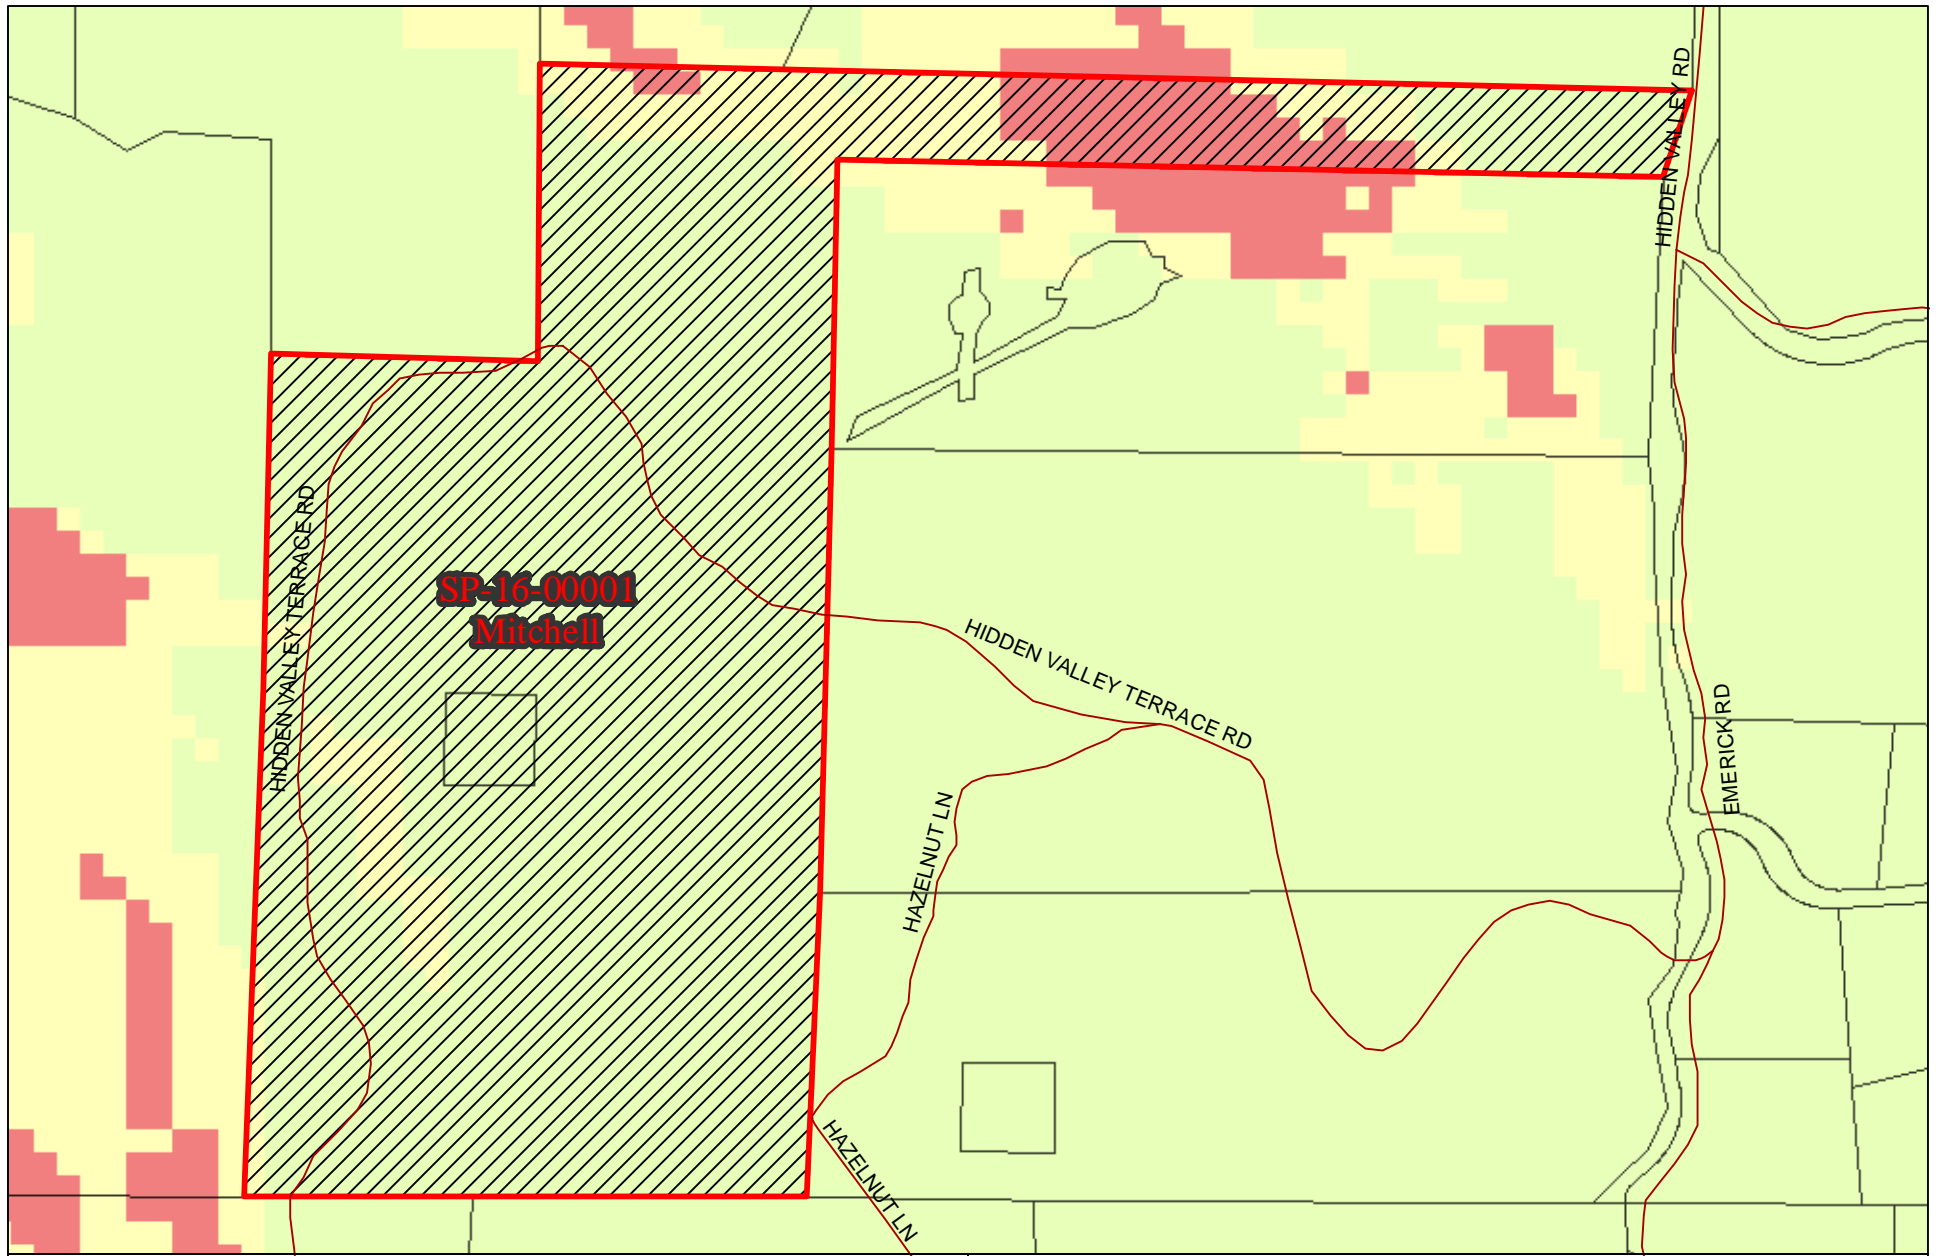 HIDDEN VALLEY RD
HIDDEN VALLEY TERRACE RD
SP-16-00001
Mitchell
HIDDEN VALLEY TERRACE RD
EMERICK RD
HAZELNUT LN
HAZELNUT LN